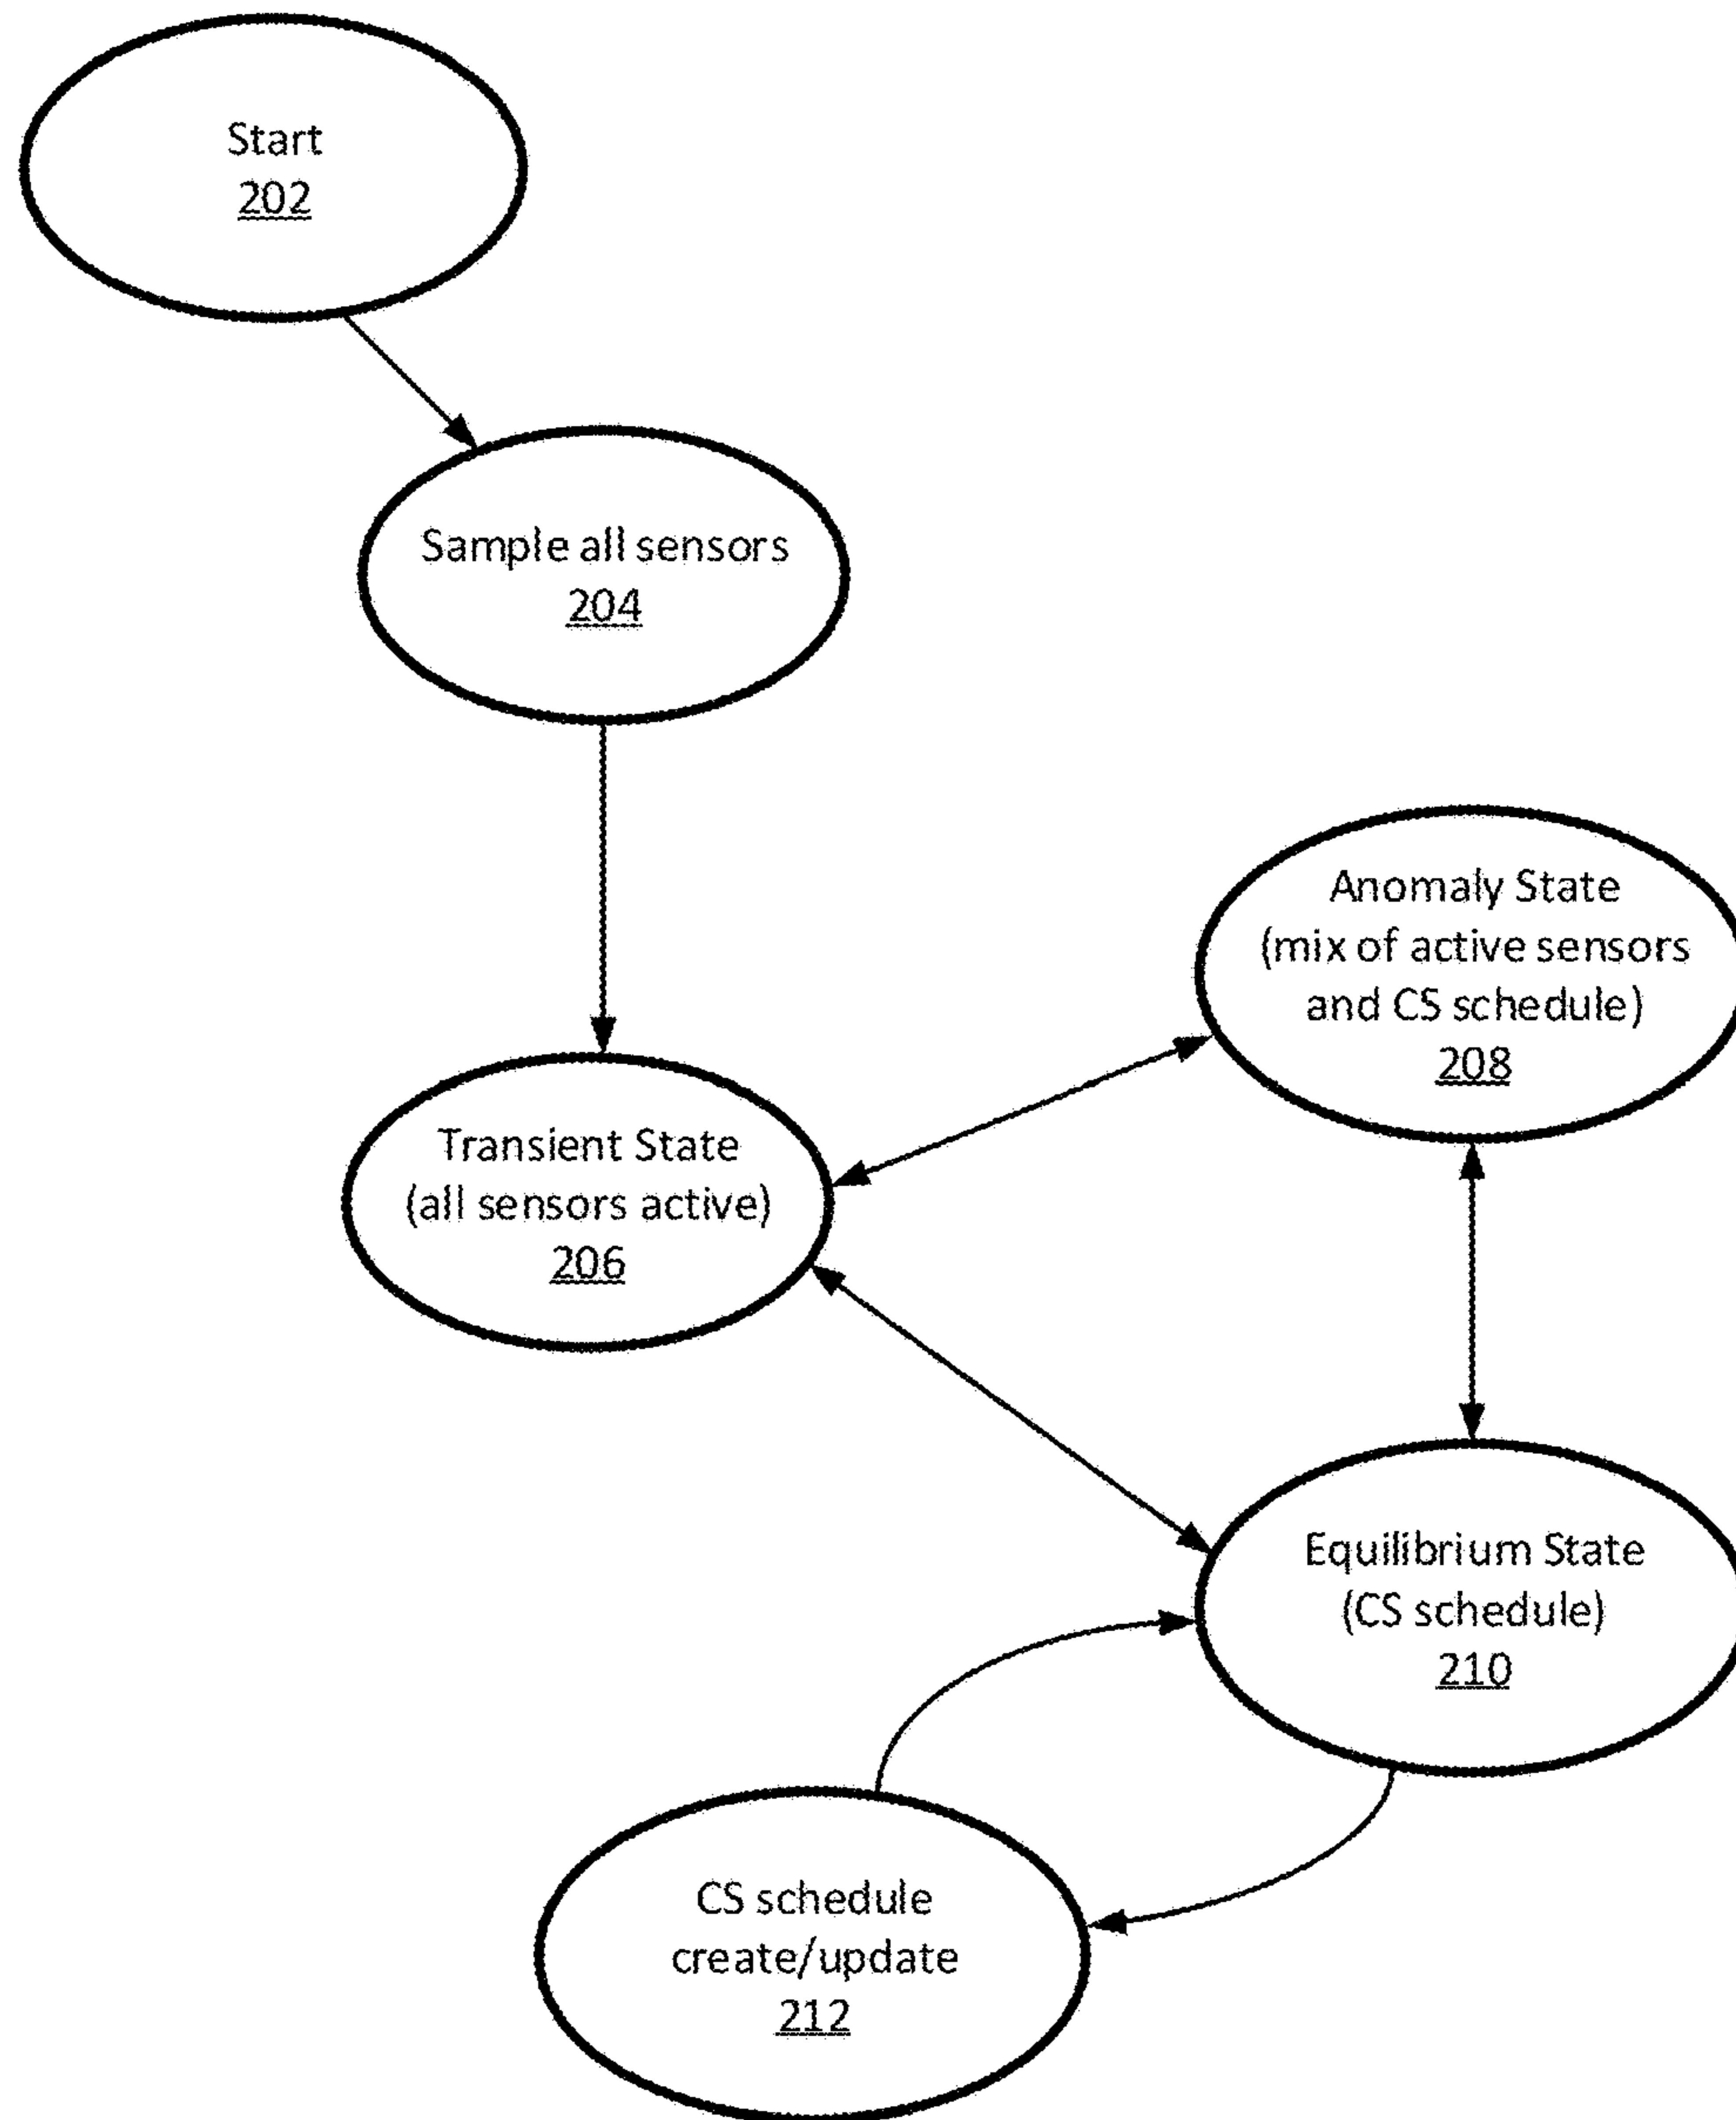 Start
202
Sample all sensors
204
Anomaly State
(mix of active sensors
and CS schedule)
208
Transient State
(all sensors active)
206
Equilibrium State
(CS schedule)
210
CS schedule
create/update
212